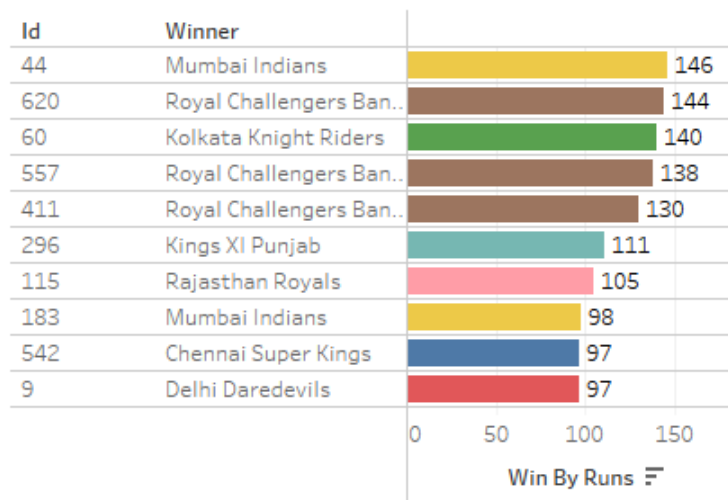 Id Winner
44 Mumbai Indians 146
620 Royal Challengers Ban.. 144
60 Kolkata Knight Riders 140
557 Royal Challengers Ban.. 138
411 Royal Challengers Ban.. 130
296 Kings XI Punjab 111
115 Rajasthan Royals 105
183 Mumbai Indians 98
542 Chennai Super Kings 97
9 Delhi Daredevils 97
0 50 100 150
Win By Runs